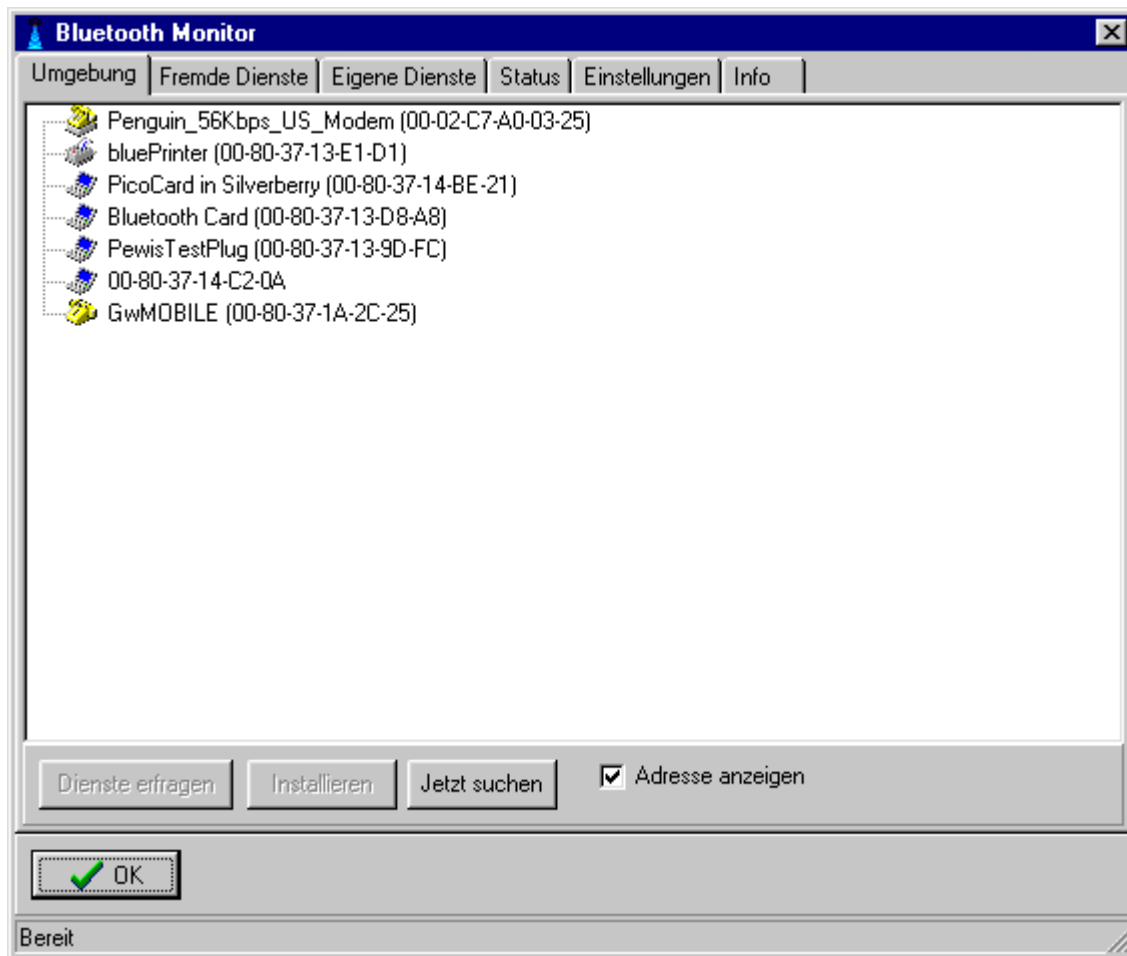 Bluetooth Monitor
Umgebung Fremde Dienste Eigene Dienste Status Einstellungen Info
Penguin_56Kbps_US_Modem (00-02-C7-A0-03-25)
bluePrinter (00-80-37-13-E1-D1)
PicoCard in Silverberry (00-80-37-14-BE-21)
Bluetooth Card (00-80-37-13-D8-A8)
PewisTestPlug (00-80-37-13-9D-FC)
00-80-37-14-C2-0A
GwMOBILE (00-80-37-1A-2C-25)
Dienste erfragen Installieren Jetzt suchen Adresse anzeigen
OK
Bereit